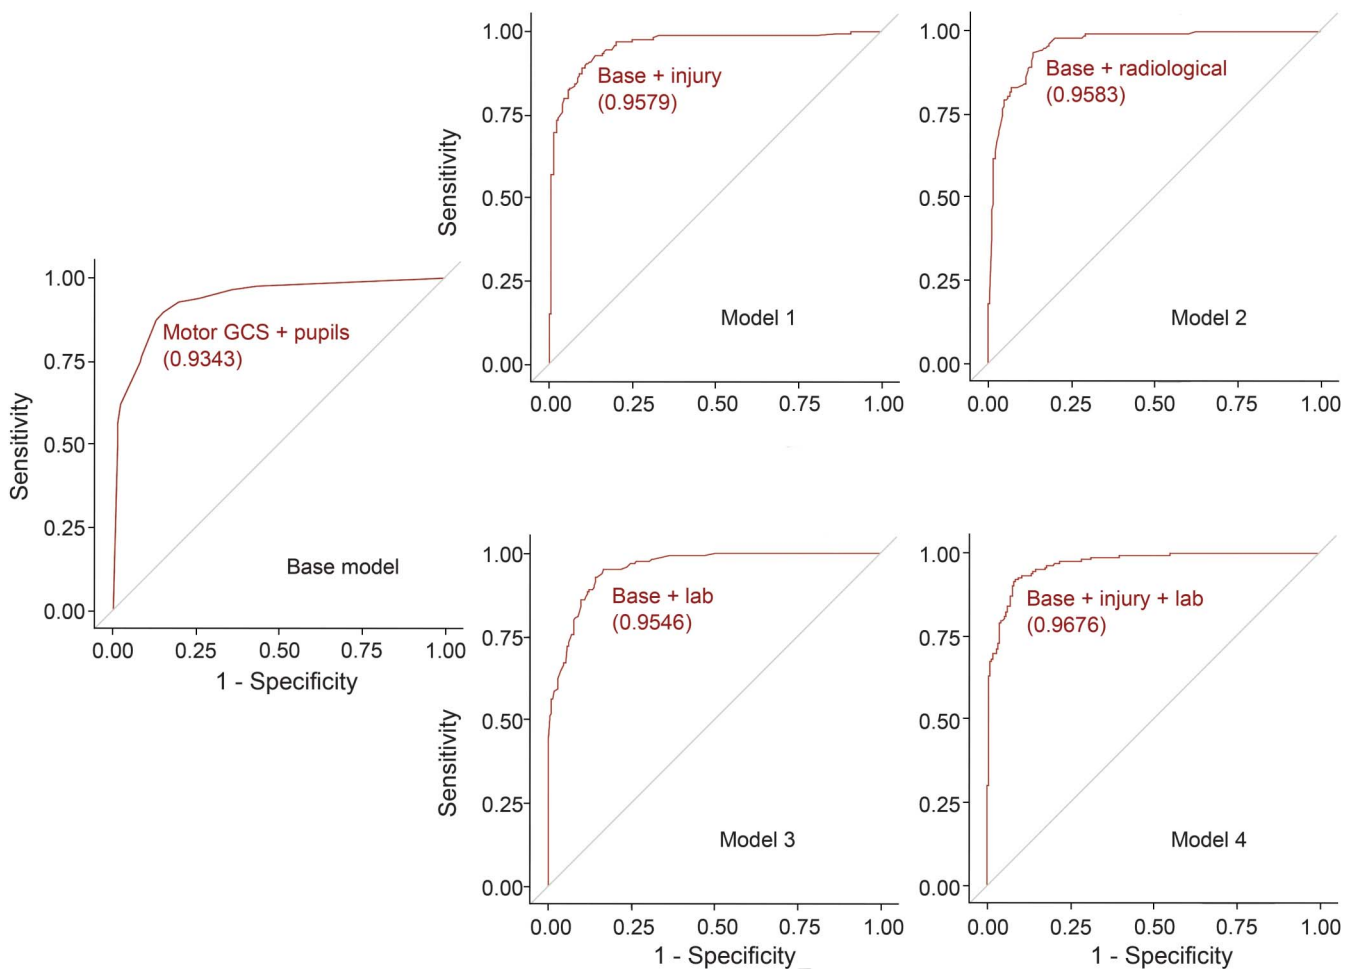 1.00
0.75
0.50
0.25
0.00
Sensitivity
Motor GCS + pupils
(0.9343)
Base model
0.00 0.25 0.50 0.75 1.00
1 - Specificity
1.00
0.75
0.50
0.25
0.00
Sensitivity
Base + injury
(0.9579)
Model 1
0.00 0.25 0.50 0.75 1.00
1.00
0.75
0.50
0.25
0.00
Base + radiological
(0.9583)
Model 2
0.00 0.25 0.50 0.75 1.00
1.00
0.75
0.50
0.25
0.00
Sensitivity
Base + lab
(0.9546)
Model 3
0.00 0.25 0.50 0.75 1.00
1 - Specificity
1.00
0.75
0.50
0.25
0.00
Base + injury + lab
(0.9676)
Model 4
0.00 0.25 0.50 0.75 1.00
1 - Specificity